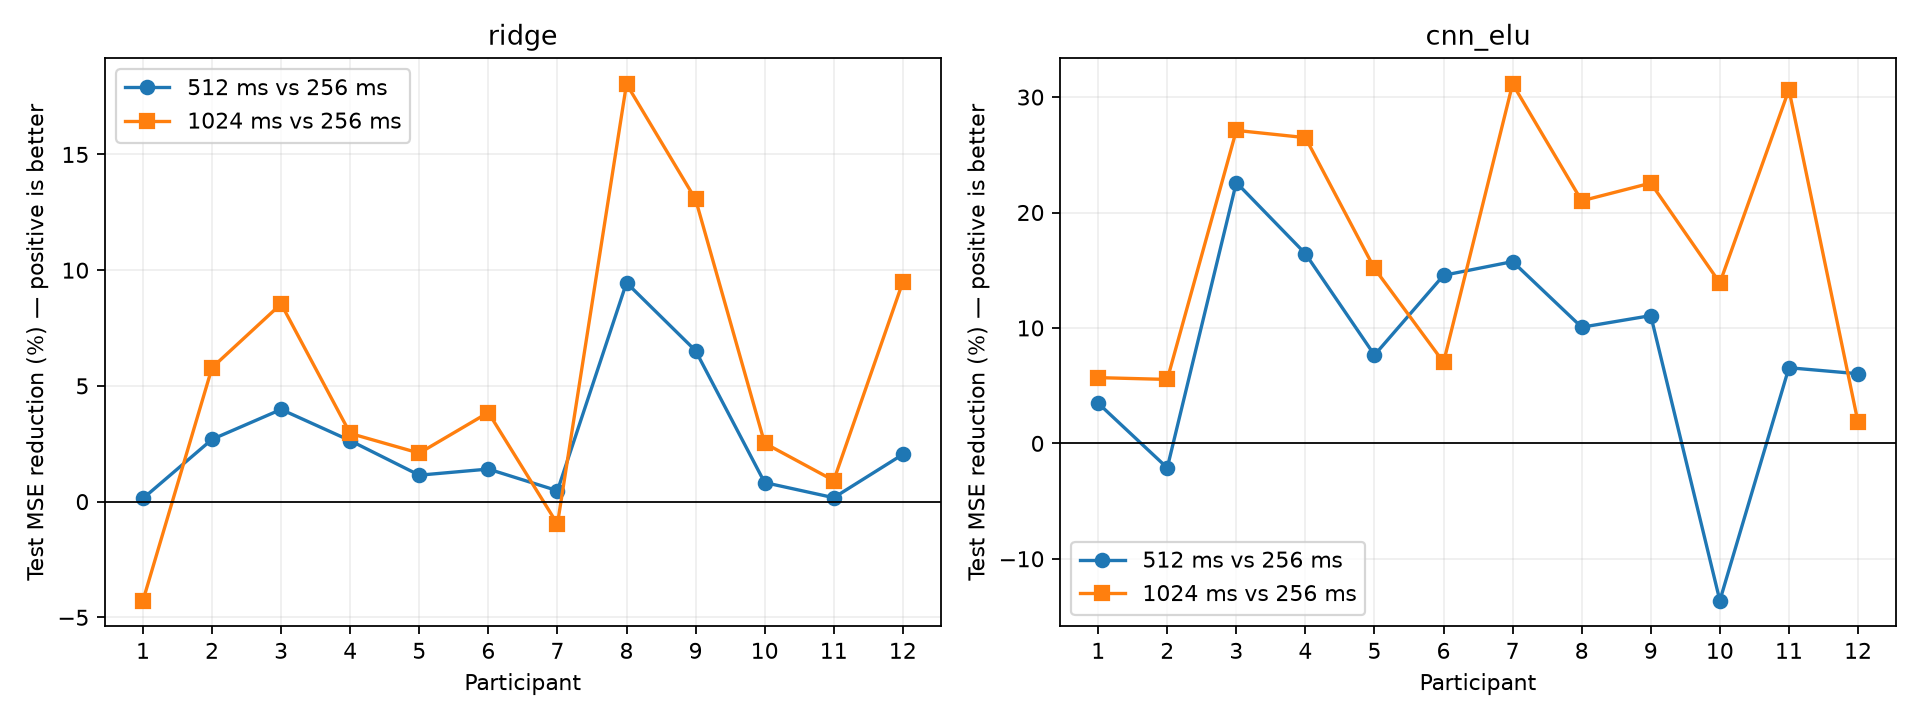 ridge
512 ms vs 256 ms
1024 ms vs 256 ms
Test MSE reduction (%) — positive is better
15
10
5
0
−5
1 2 3 4 5 6 7 8 9 10 11 12
Participant
cnn_elu
Test MSE reduction (%) — positive is better
30
20
10
0
−10
512 ms vs 256 ms
1024 ms vs 256 ms
1 2 3 4 5 6 7 8 9 10 11 12
Participant